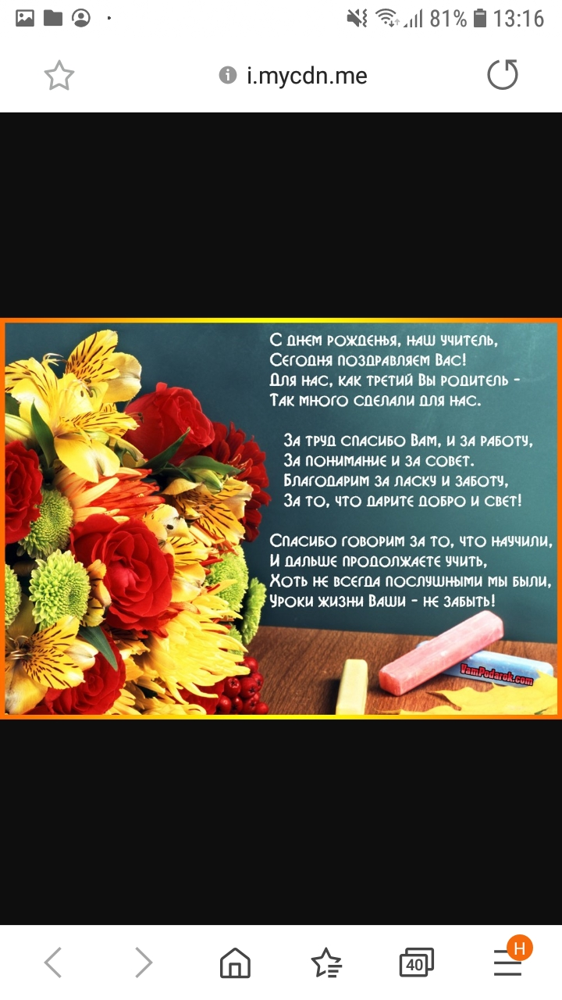 81% 13:16
i.mycdn.me
С днем рожденья, наш учитель,
Сегодня поздравляем Вас!
Для нас, как третий Вы родитель -
Так много сделали для нас.
За труд спасибо Вам, и за работу,
За понимание и за совет.
Благодарим за ласку и заботу,
За то, что дарите добро и свет!
Спасибо говорим за то, что научили,
И дальше продолжаете учить,
Хоть не всегда послушными мы были,
Уроки жизни Ваши - не забыть!
VamPodarok.com
40
Н